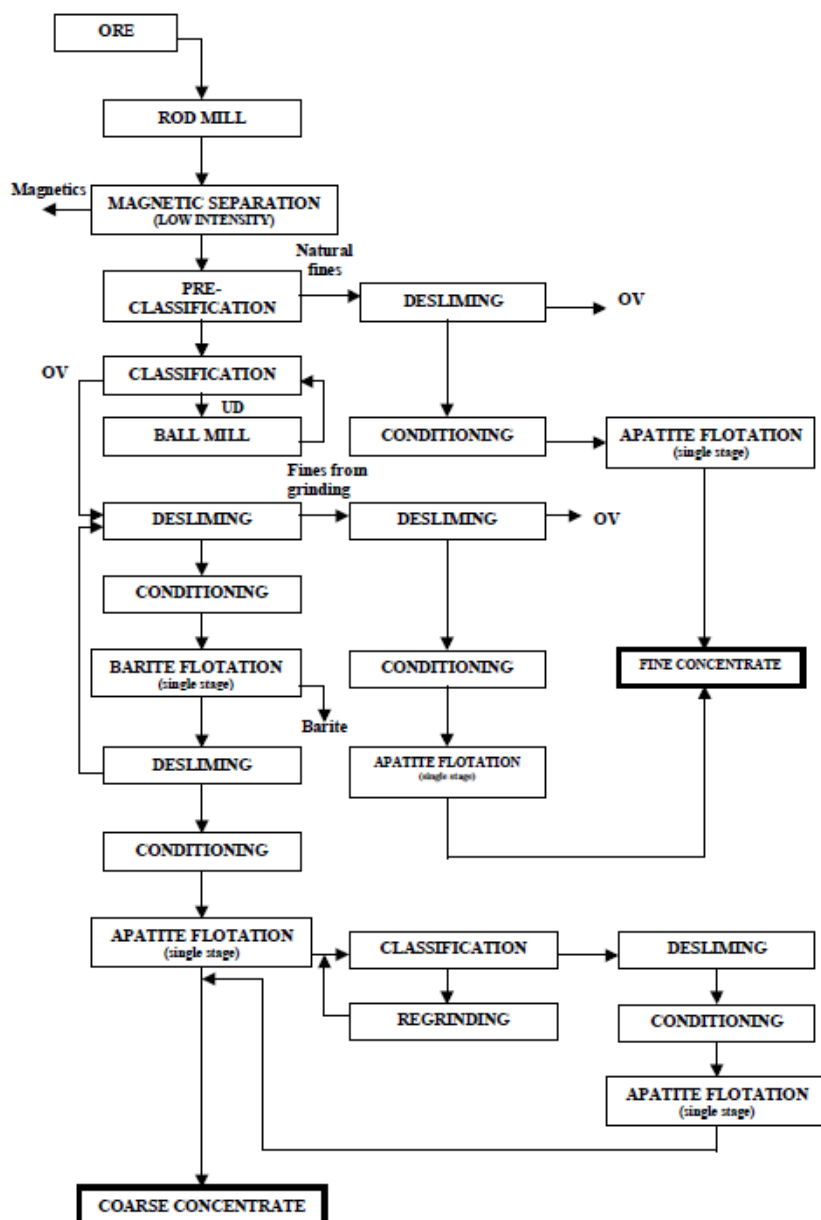 ORE
ROD MILL
Magnetics
MAGNETIC SEPARATION
(LOW INTENSITY)
Natural
fines
PRE-
CLASSIFICATION
DESLIMING
OV
OV
CLASSIFICATION
UD
BALL MILL
CONDITIONING
APATITE FLOTATION
(single stage)
Fines from
grinding
DESLIMING
DESLIMING
OV
CONDITIONING
BARITE FLOTATION
(single stage)
CONDITIONING
FINE CONCENTRATE
Barite
DESLIMING
APATITE FLOTATION
(single stage)
CONDITIONING
APATITE FLOTATION
(single stage)
CLASSIFICATION
DESLIMING
REGRINDING
CONDITIONING
APATITE FLOTATION
(single stage)
COARSE CONCENTRATE